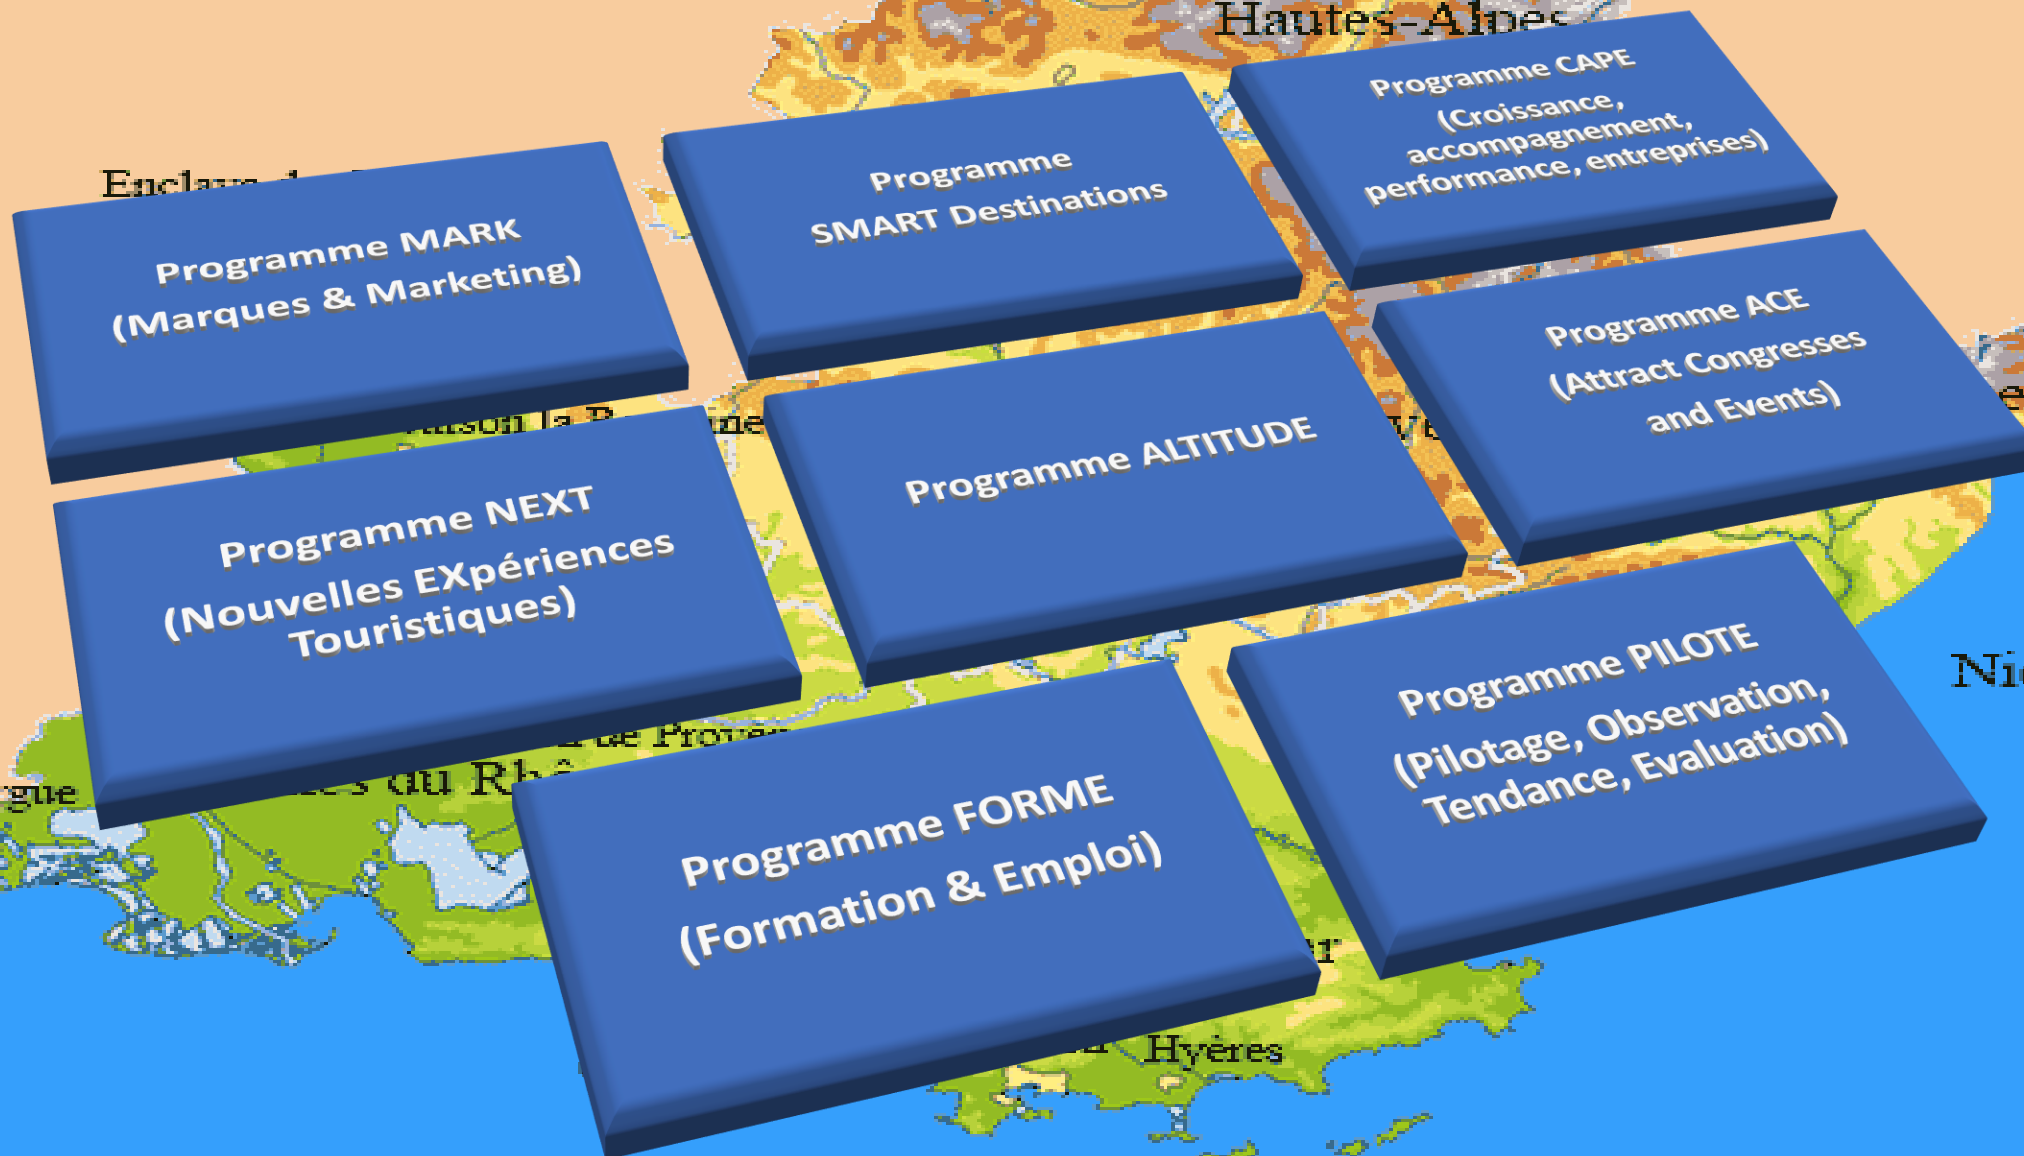 Hautes-Alpes
Programme MARK
(Marques & Marketing)
Programme
SMART Destinations
Programme CAPE
(Croissance,
accompagnement,
performance, entreprises)
Programme NEXT
(Nouvelles EXpériences
Touristiques)
Programme ALTITUDE
Programme ACE
(Attract Congresses
and Events)
Programme FORME
(Formation & Emploi)
Programme PILOTE
(Pilotage, Observation,
Tendance, Evaluation)
du
Hyères